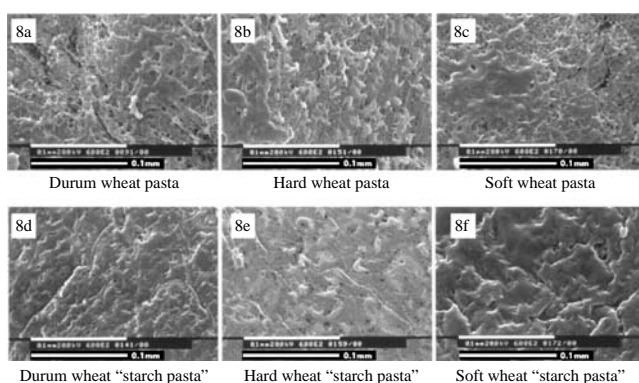 8a
8b
8c
0.1mm
0.1mm
0.1mm
Durum wheat pasta
Hard wheat pasta
Soft wheat pasta
8d
8e
8f
0.1mm
0.1mm
0.1mm
Durum wheat “starch pasta”
Hard wheat “starch pasta”
Soft wheat “starch pasta”